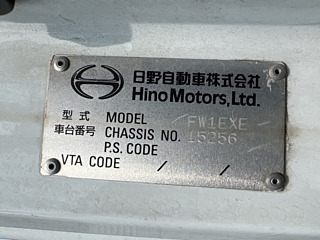 日野自動車株式会社
Hino Motors, Ltd.
型式 MODEL FW1EXE
車台番号 CHASSIS NO. 15256
P.S. CODE
VTA CODE / /